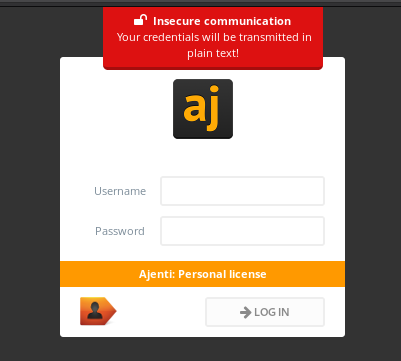 Insecure communication
Your credentials will be transmitted in
plain text!
aj
Username
Password
Ajenti: Personal license
LOG IN